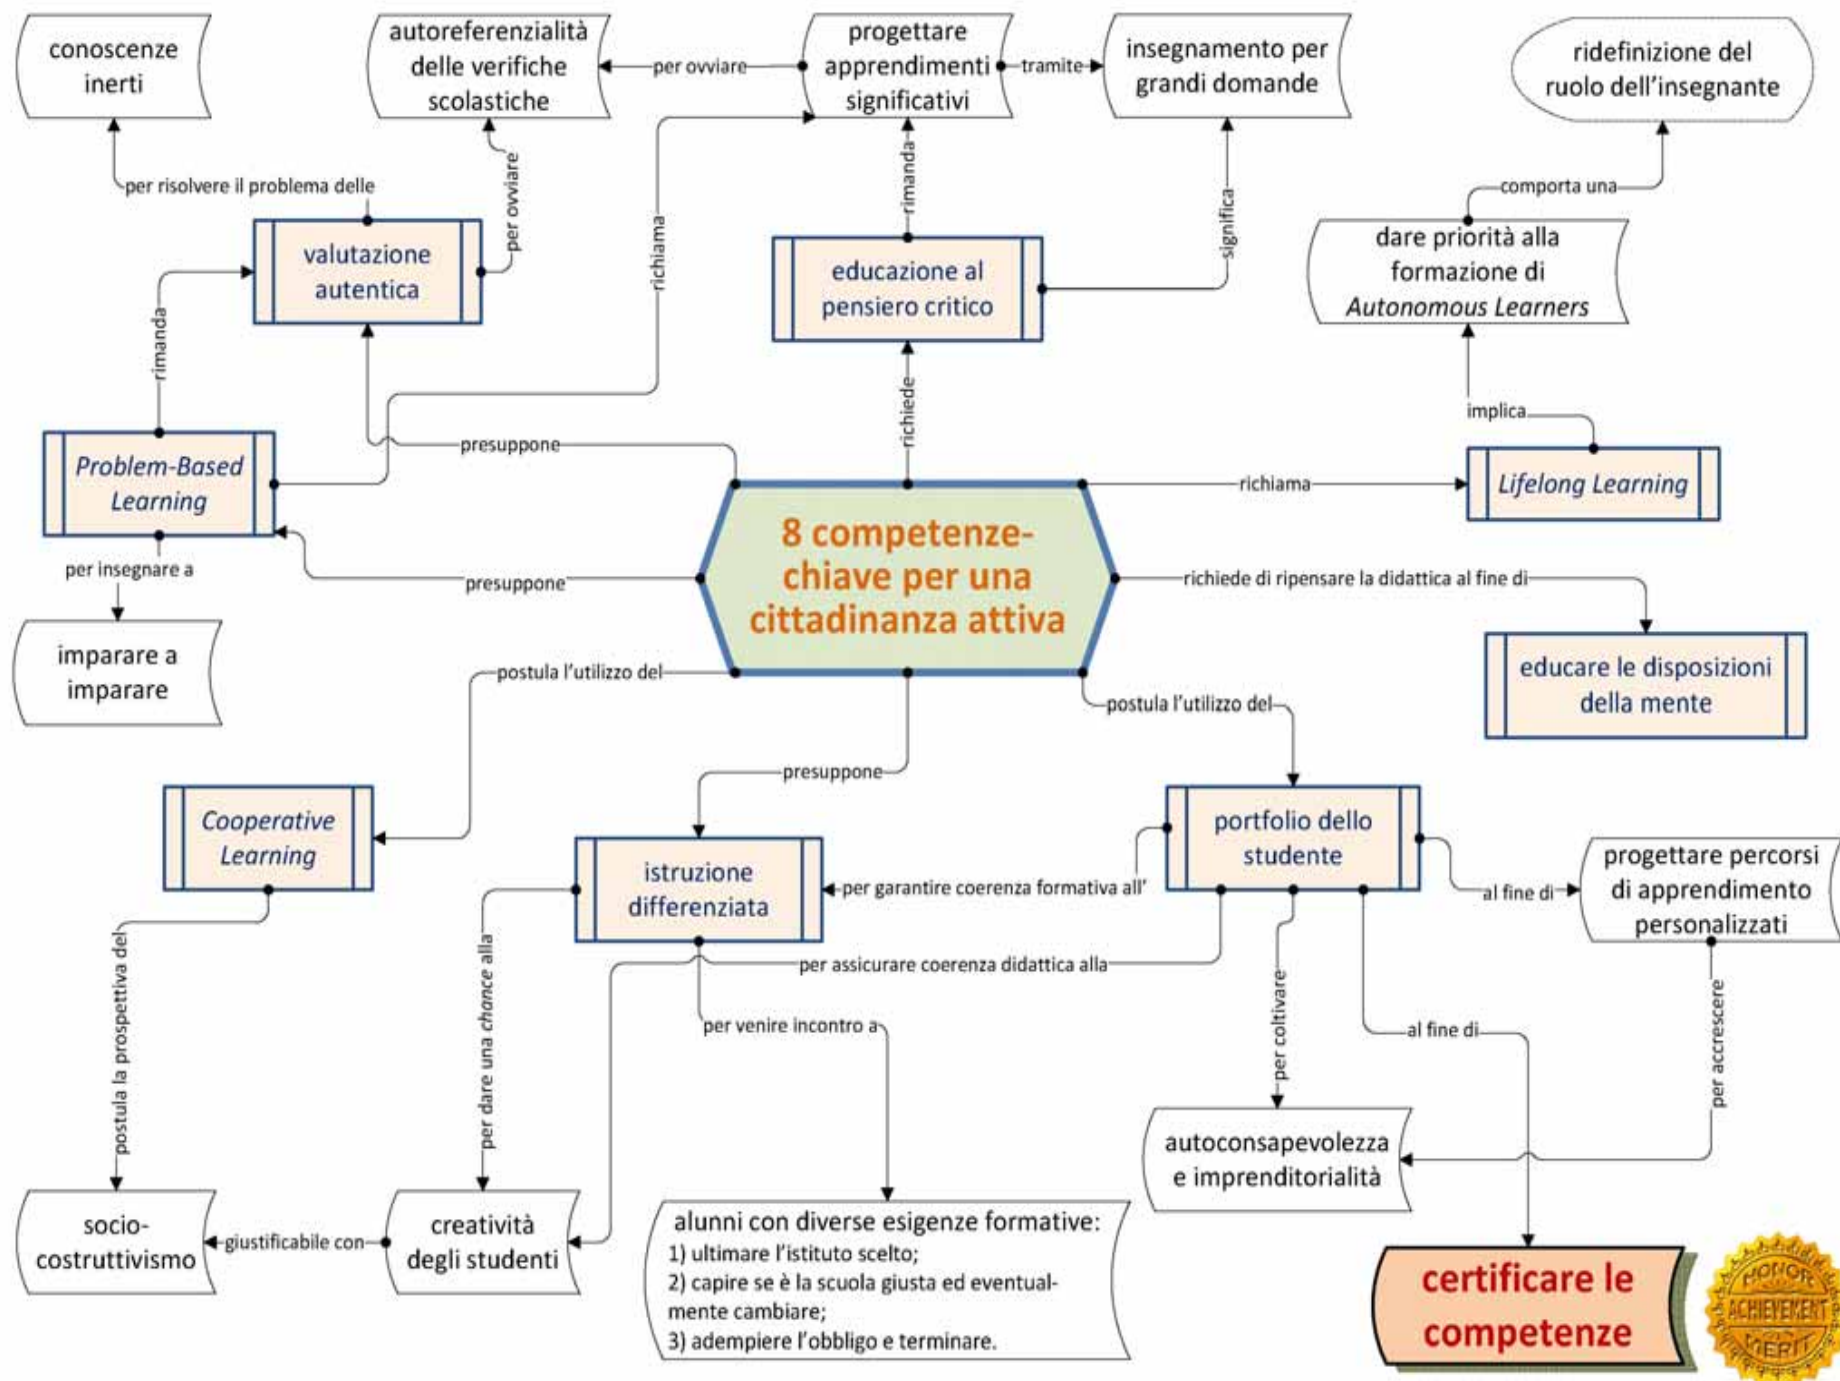 conoscenze
inerti
autoreferenzialità
delle verifiche
scolastiche
per ovviare
progettare
apprendimenti
significativi
tramite
insegnamento per
grandi domande
ridefinizione del
ruolo dell'insegnante
per risolvere il problema delle
per ovviare
richiama
rimanda
significa
comporta una
valutazione
autentica
educazione al
pensiero critico
dare priorità alla
formazione di
Autonomous Learners
rimanda
richiede
implica
presuppone
Problem-Based
Learning
richiama
Lifelong Learning
8 competenze-
chiave per una
cittadinanza attiva
per insegnare a
presuppone
richiede di ripensare la didattica al fine di
imparare a
imparare
postula l'utilizzo del
postula l'utilizzo del
educare le disposizioni
della mente
presuppone
Cooperative
Learning
istruzione
differenziata
per garantire coerenza formativa all'
portfolio dello
studente
al fine di
progettare percorsi
di apprendimento
personalizzati
postula la prospettiva del
per dare una chance alla
per assicurare coerenza didattica alla
per venire incontro a
per coltivare
al fine di
per accrescere
autoconsapevolezza
e imprenditorialità
socio-
costruttivismo
giustificabile con
creatività
degli studenti
alunni con diverse esigenze formative:
1) ultimare l'istituto scelto;
2) capire se è la scuola giusta ed eventual-
mente cambiare;
3) adempiere l'obbligo e terminare.
certificare le
competenze
HONOR
ACHIEVEMENT
MERIT